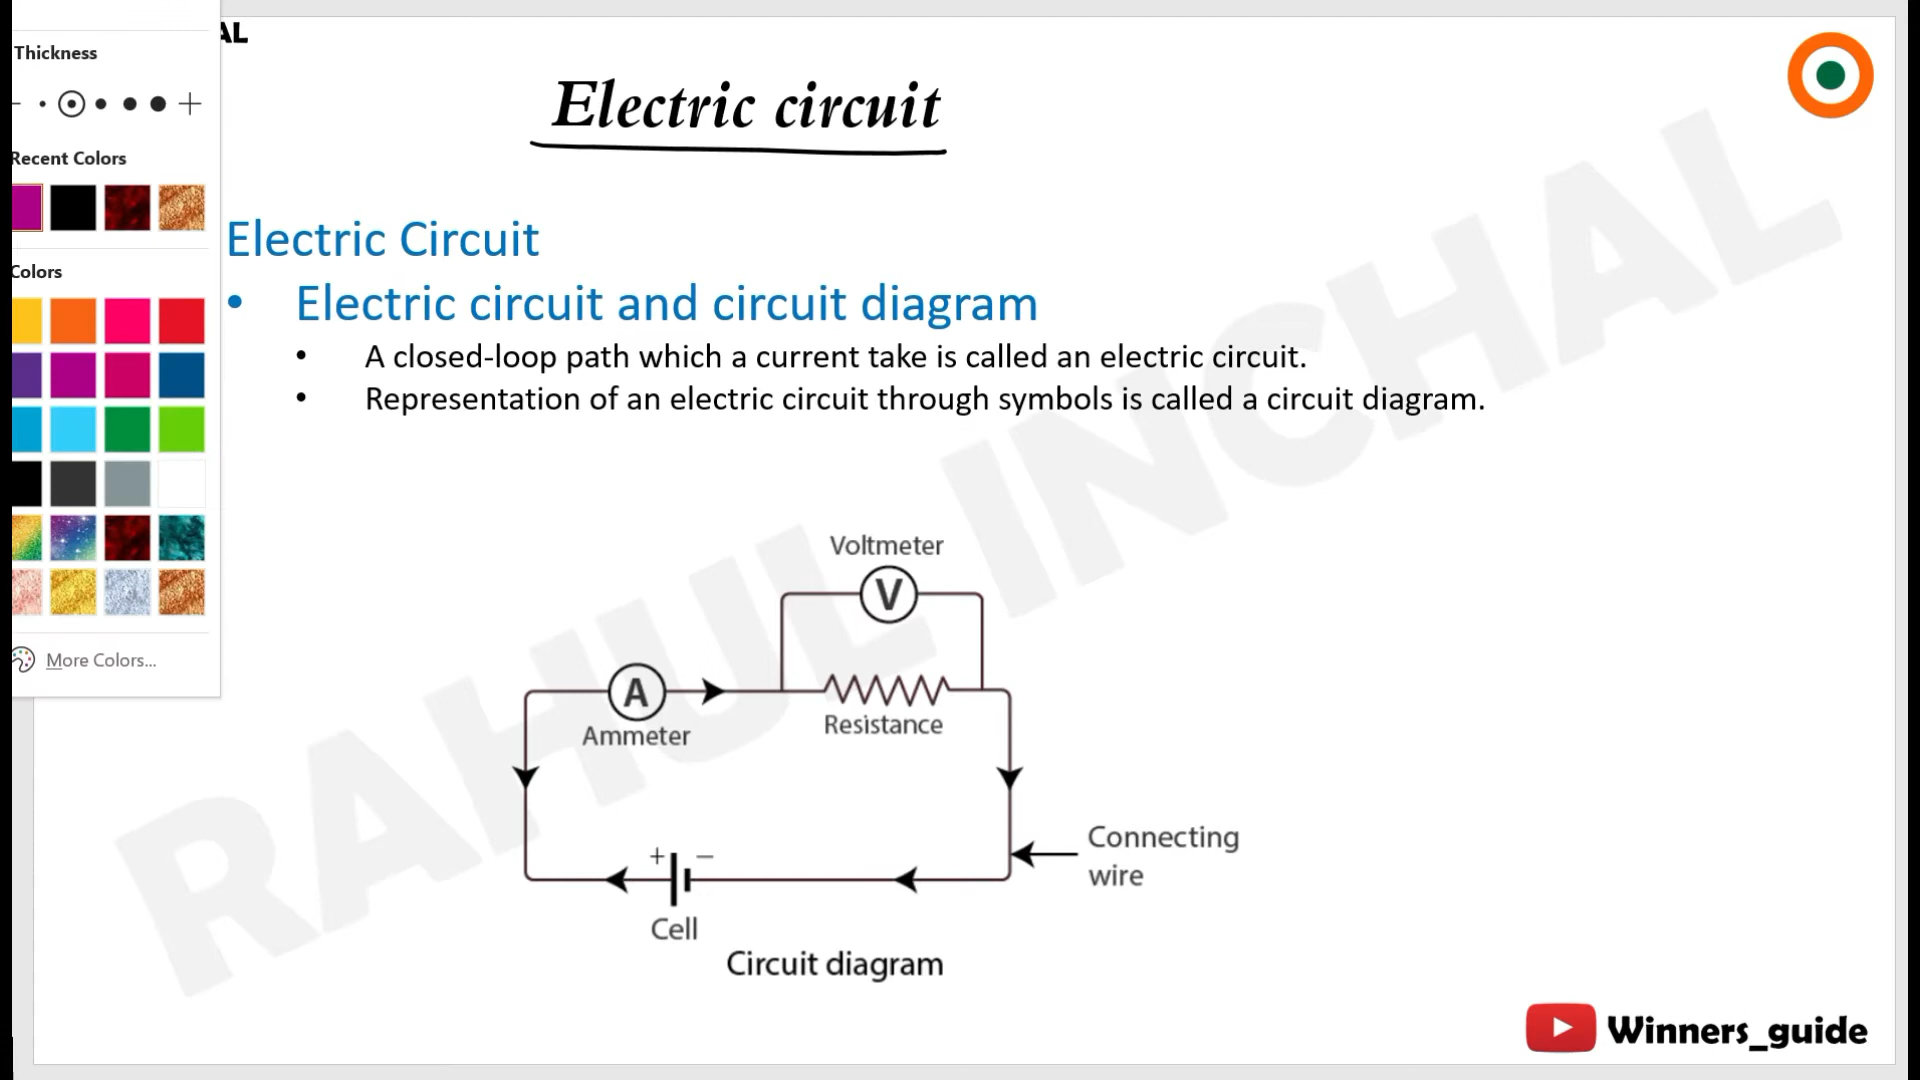 AL
Thickness
Recent Colors
Colors
More Colors...
Electric circuit
Electric Circuit
• Electric circuit and circuit diagram
• A closed-loop path which a current take is called an electric circuit.
• Representation of an electric circuit through symbols is called a circuit diagram.
Voltmeter
V
A
Ammeter
Resistance
Connecting
wire
+ −
Cell
Circuit diagram
RAHUL INCHAL
Winners_guide